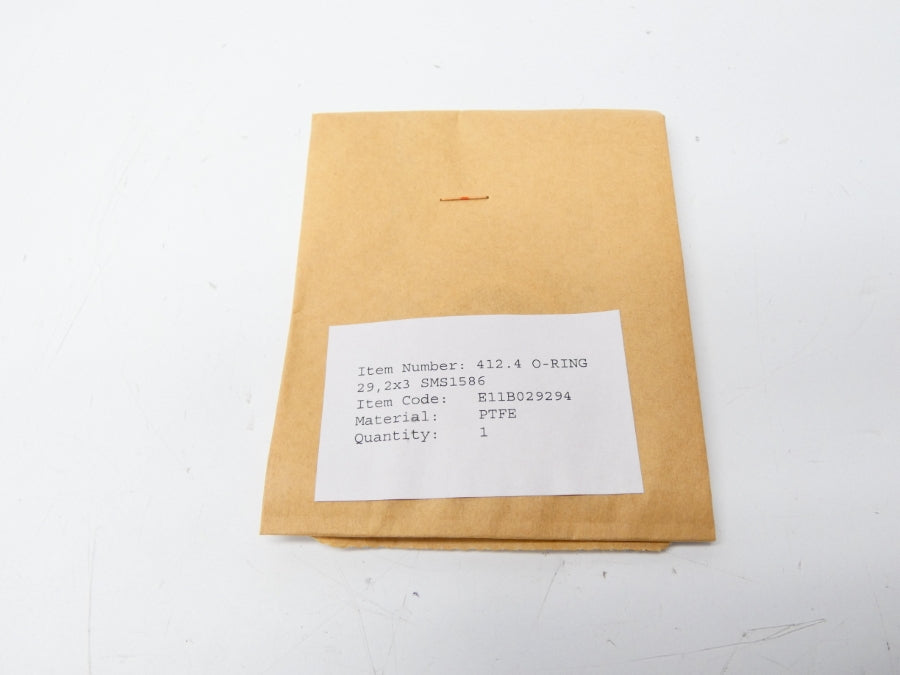 Item Number: 412.4 O-RING
29,2x3 SMS1586
Item Code: E11B029294
Material: PTFE
Quantity: 1